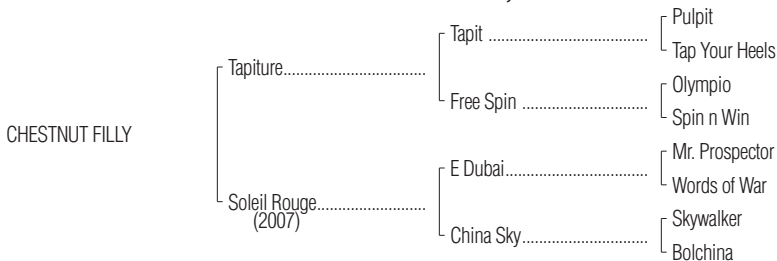 Pulpit
Tapit ........................................
Tap Your Heels
Tapiture....................................
Olympio
Free Spin ................................
Spin n Win
CHESTNUT FILLY
Mr. Prospector
E Dubai....................................
Words of War
Soleil Rouge...........................
(2007)
Skywalker
China Sky................................
Bolchina